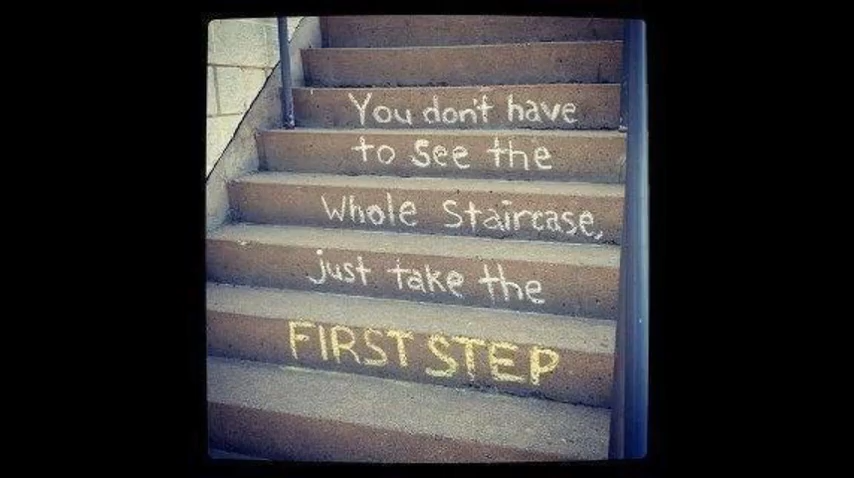 You don't have
to see the
Whole Staircase,
just take the
FIRST STEP